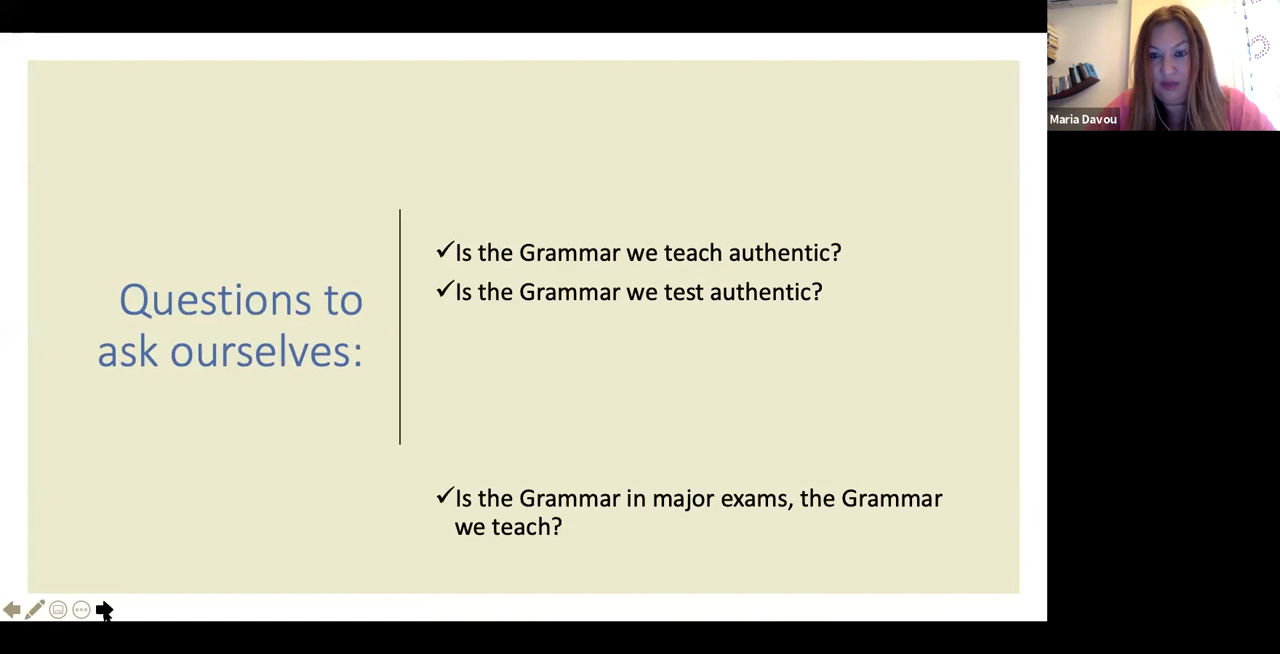 Questions to
ask ourselves:
✓Is the Grammar we teach authentic?
✓Is the Grammar we test authentic?
✓Is the Grammar in major exams, the Grammar
we teach?
Maria Davou